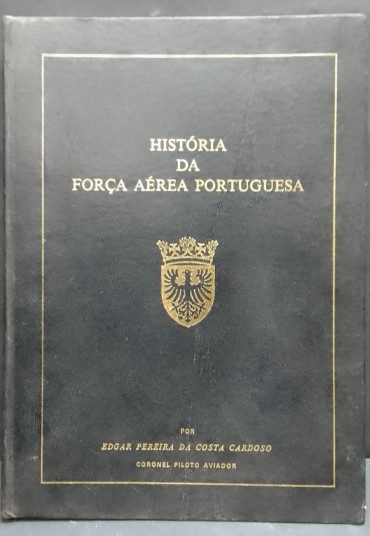 HISTÓRIA
DA
FORÇA AÉREA PORTUGUESA
POR
EDGAR PEREIRA DA COSTA CARDOSO
CORONEL PILOTO AVIADOR